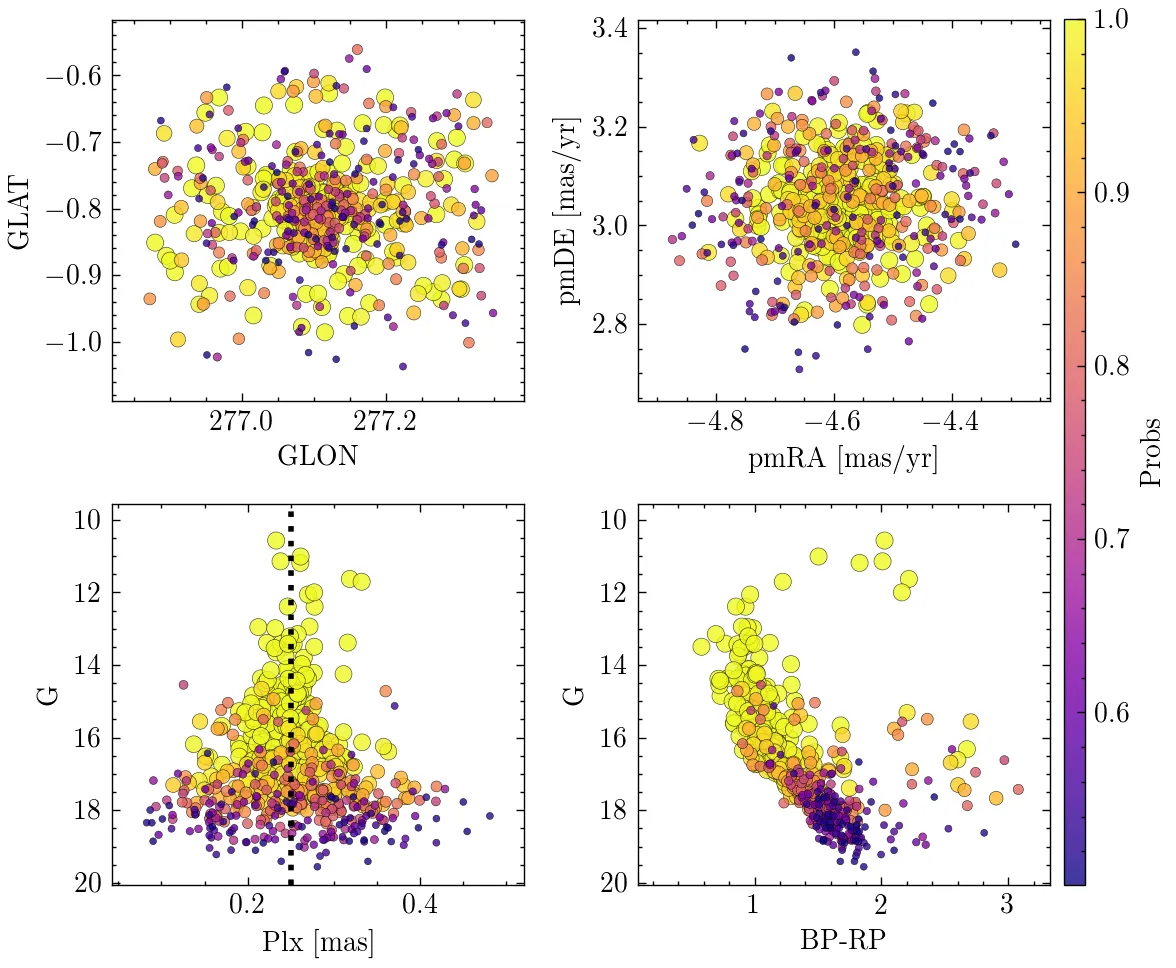 −0.6
−0.7
−0.8
−0.9
−1.0
GLAT
277.0 277.2
GLON
3.4
3.2
3.0
2.8
pmDE [mas/yr]
−4.8 −4.6 −4.4
pmRA [mas/yr]
1.0
0.9
0.8
0.7
0.6
Probs
10
12
14
16
18
20
G
0.2 0.4
Plx [mas]
10
12
14
16
18
20
G
1 2 3
BP-RP